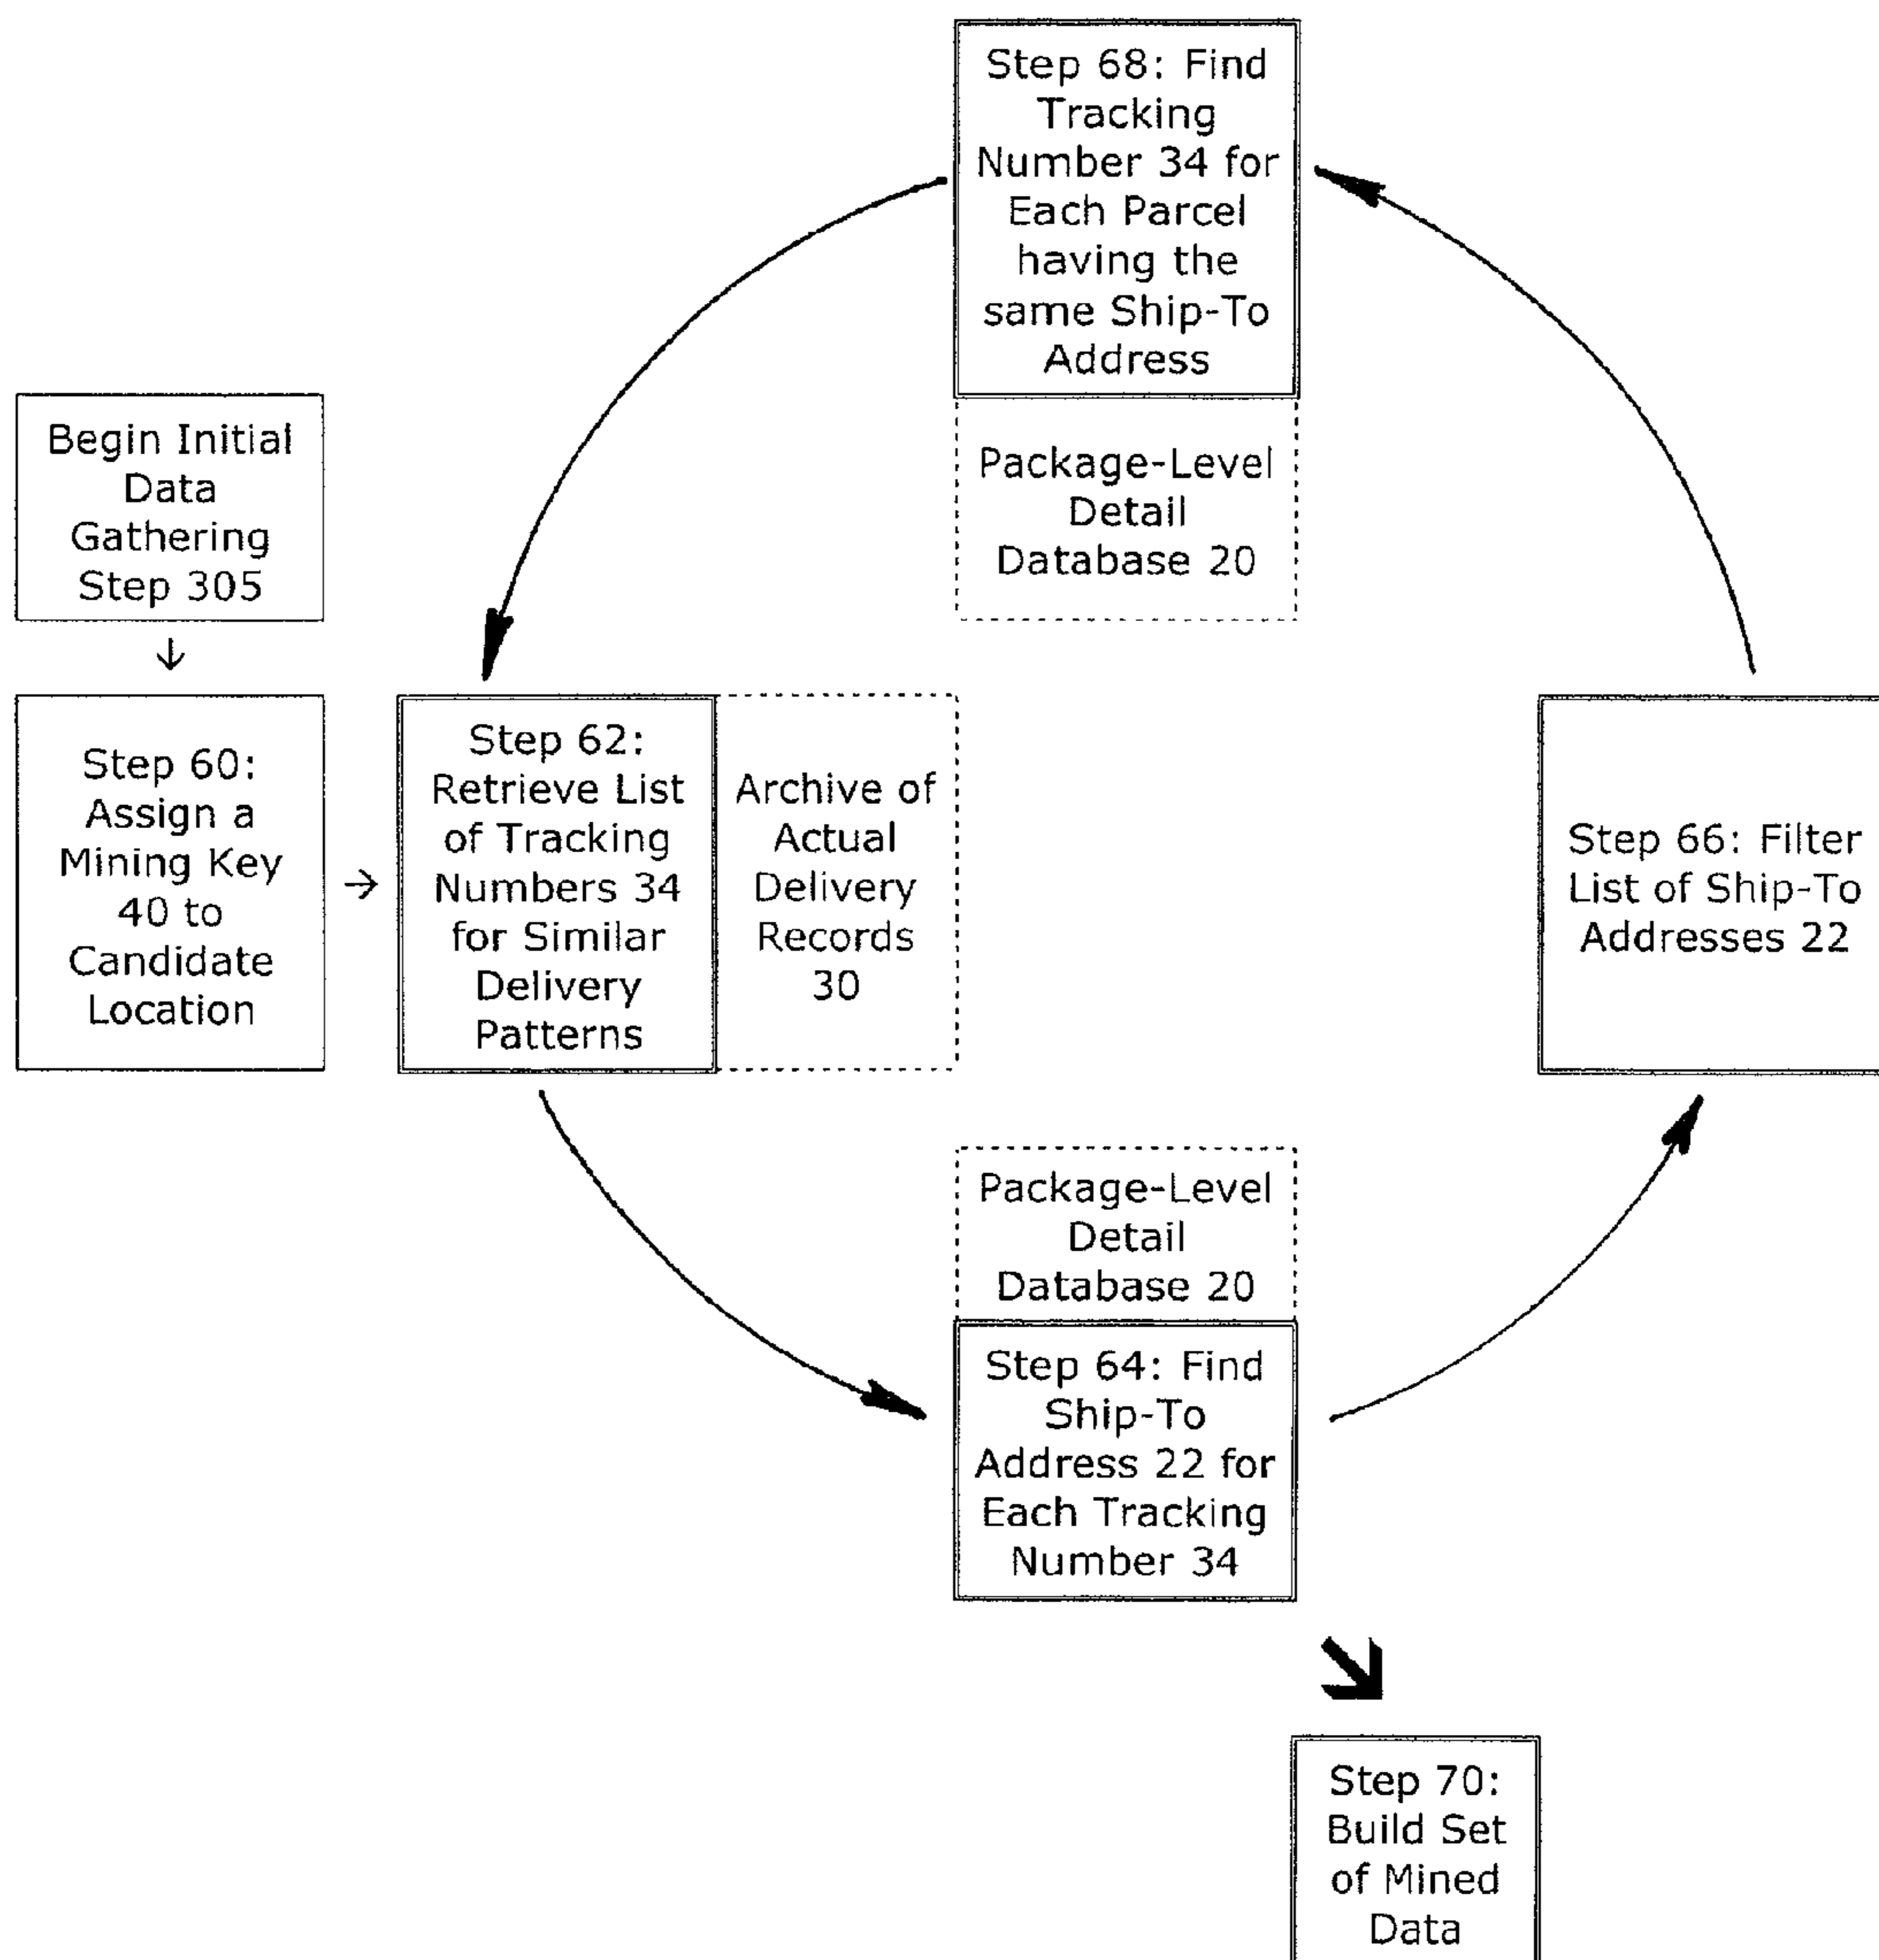 Step 68: Find
Tracking
Number 34 for
Each Parcel
having the
same Ship-To
Address
Package-Level
Detail
Database 20
Begin Initial
Data
Gathering
Step 305
Step 60:
Assign a
Mining Key
40 to
Candidate
Location
Step 62:
Retrieve List
of Tracking
Numbers 34
for Similar
Delivery
Patterns
Archive of
Actual
Delivery
Records
30
Step 66: Filter
List of Ship-To
Addresses 22
Package-Level
Detail
Database 20
Step 64: Find
Ship-To
Address 22 for
Each Tracking
Number 34
Step 70:
Build Set
of Mined
Data